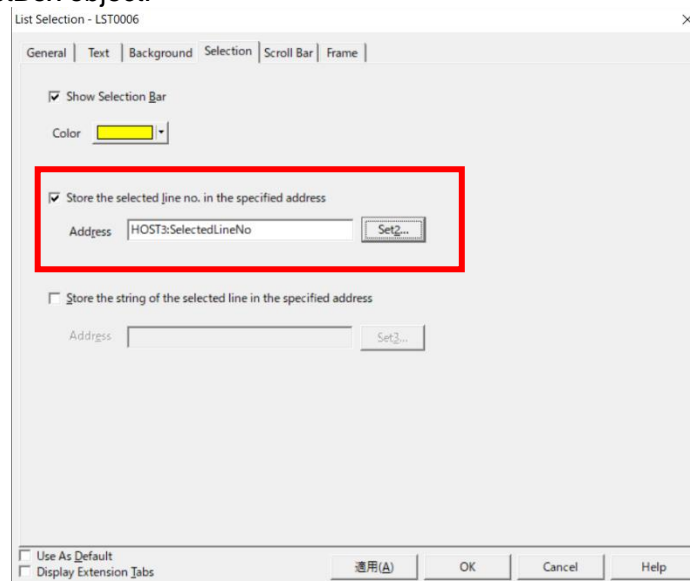 object.
List Selection - LST0006
General Text Background Selection Scroll Bar Frame
Show Selection Bar
Color
Store the selected line no. in the specified address
Address HOST3:SelectedLineNo Set2...
Store the string of the selected line in the specified address
Address Set3...
Use As Default
Display Extension Tabs
適用(A) OK Cancel Help